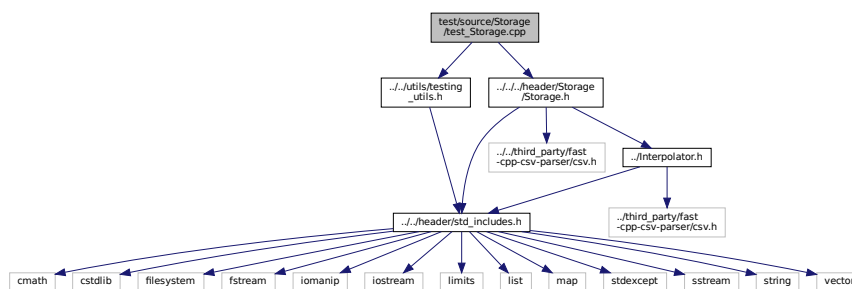 test/source/Storage
/test_Storage.cpp
../../utils/testing
_utils.h
../../../header/Storage
/Storage.h
../../third_party/fast
-cpp-csv-parser/csv.h
../Interpolator.h
../../header/std_includes.h
../third_party/fast
-cpp-csv-parser/csv.h
cmath
cstdlib
filesystem
fstream
iomanip
iostream
limits
list
map
stdexcept
sstream
string
vector